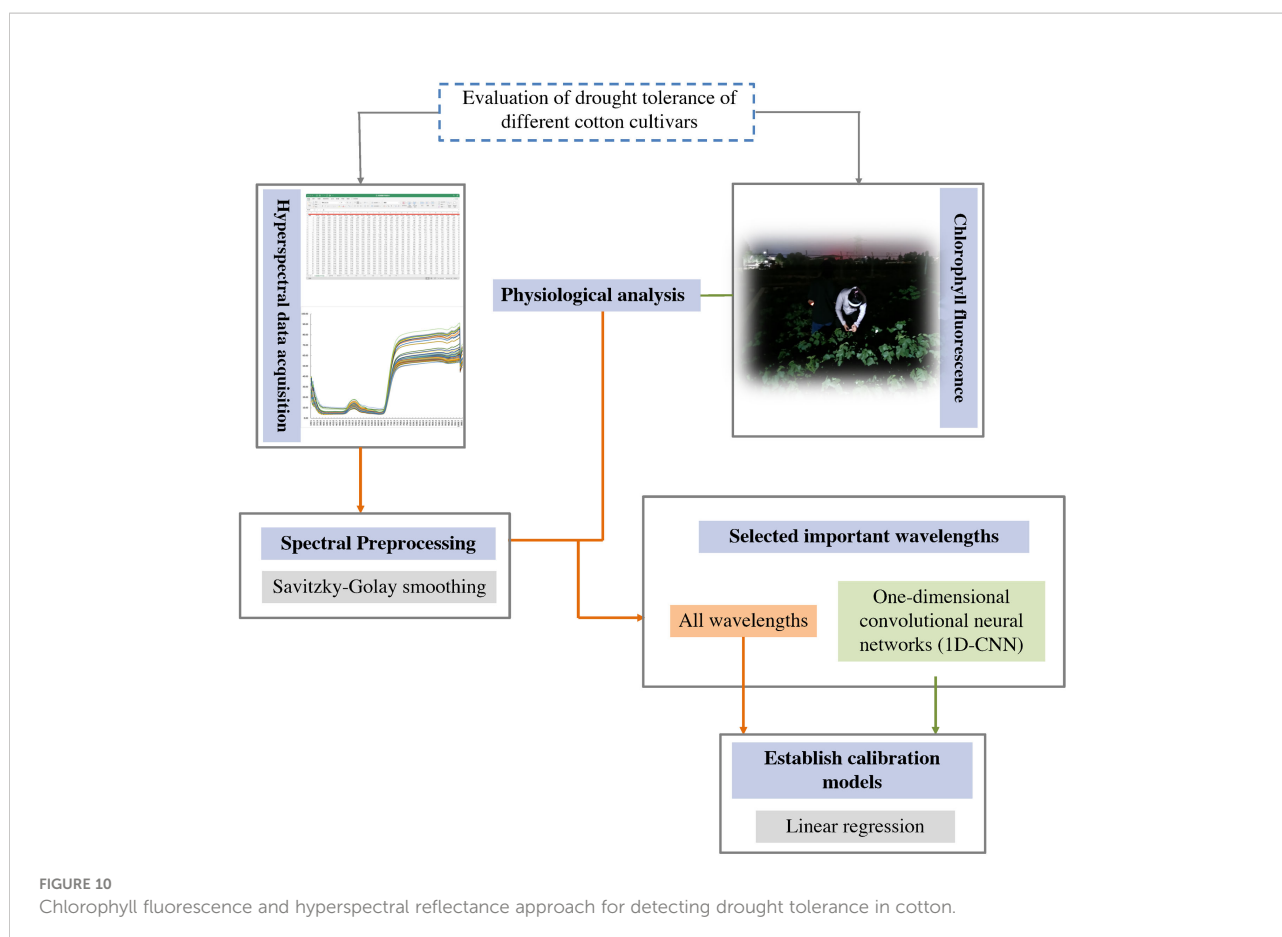 Evaluation of drought tolerance of
different cotton cultivars
Hyperspectral data acquisition
Chlorophyll fluorescence
Physiological analysis
Spectral Preprocessing
Savitzky-Golay smoothing
Selected important wavelengths
All wavelengths
One-dimensional
convolutional neural
networks (1D-CNN)
Establish calibration
models
Linear regression
FIGURE 10
Chlorophyll fluorescence and hyperspectral reflectance approach for detecting drought tolerance in cotton.